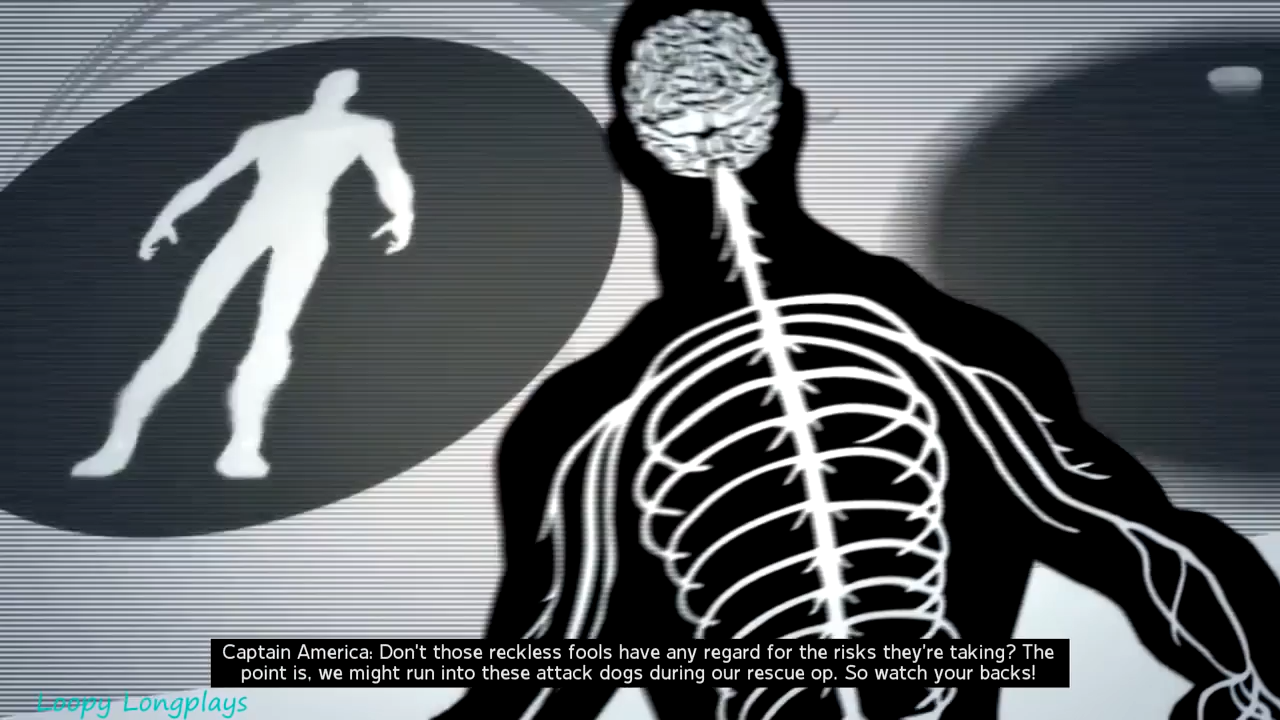 Captain America: Don't those reckless fools have any regard for the risks they're taking? The
point is, we might run into these attack dogs during our rescue op. So watch your backs!
Loopy Longplays